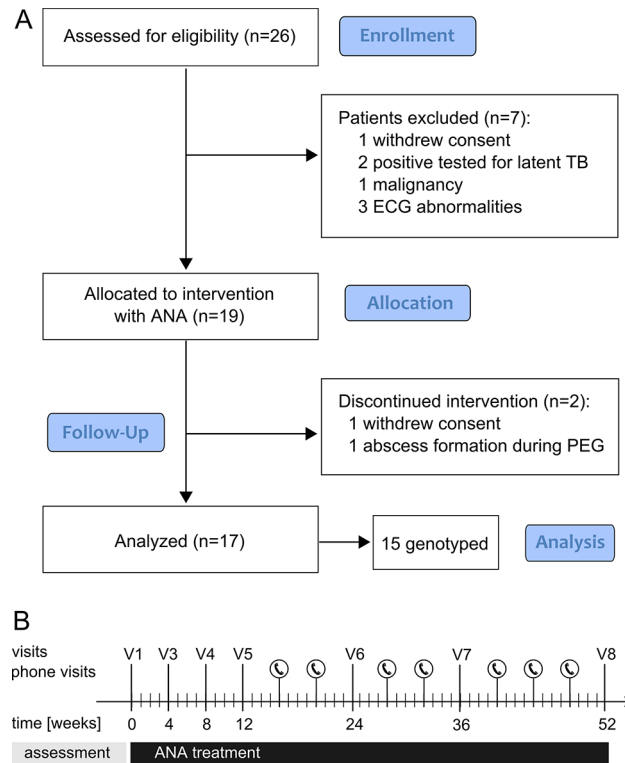 A
Assessed for eligibility (n=26)
Enrollment
Patients excluded (n=7):
1 withdrew consent
2 positive tested for latent TB
1 malignancy
3 ECG abnormalities
Allocated to intervention
with ANA (n=19)
Allocation
Discontinued intervention (n=2):
1 withdrew consent
1 abscess formation during PEG
Follow-Up
Analyzed (n=17)
15 genotyped
Analysis
B
visits V1 V3 V4 V5 V6 V7 V8
phone visits
time [weeks] 0 4 8 12 24 36 52
assessment ANA treatment